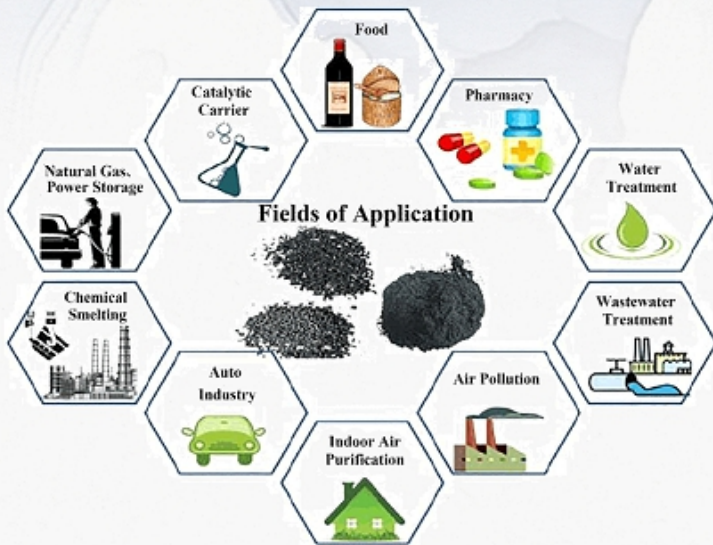 Food
Catalytic
Carrier
Pharmacy
Natural Gas,
Power Storage
Water
Treatment
Fields of Application
Chemical
Smelting
Wastewater
Treatment
Auto
Industry
Air Pollution
Indoor Air
Purification